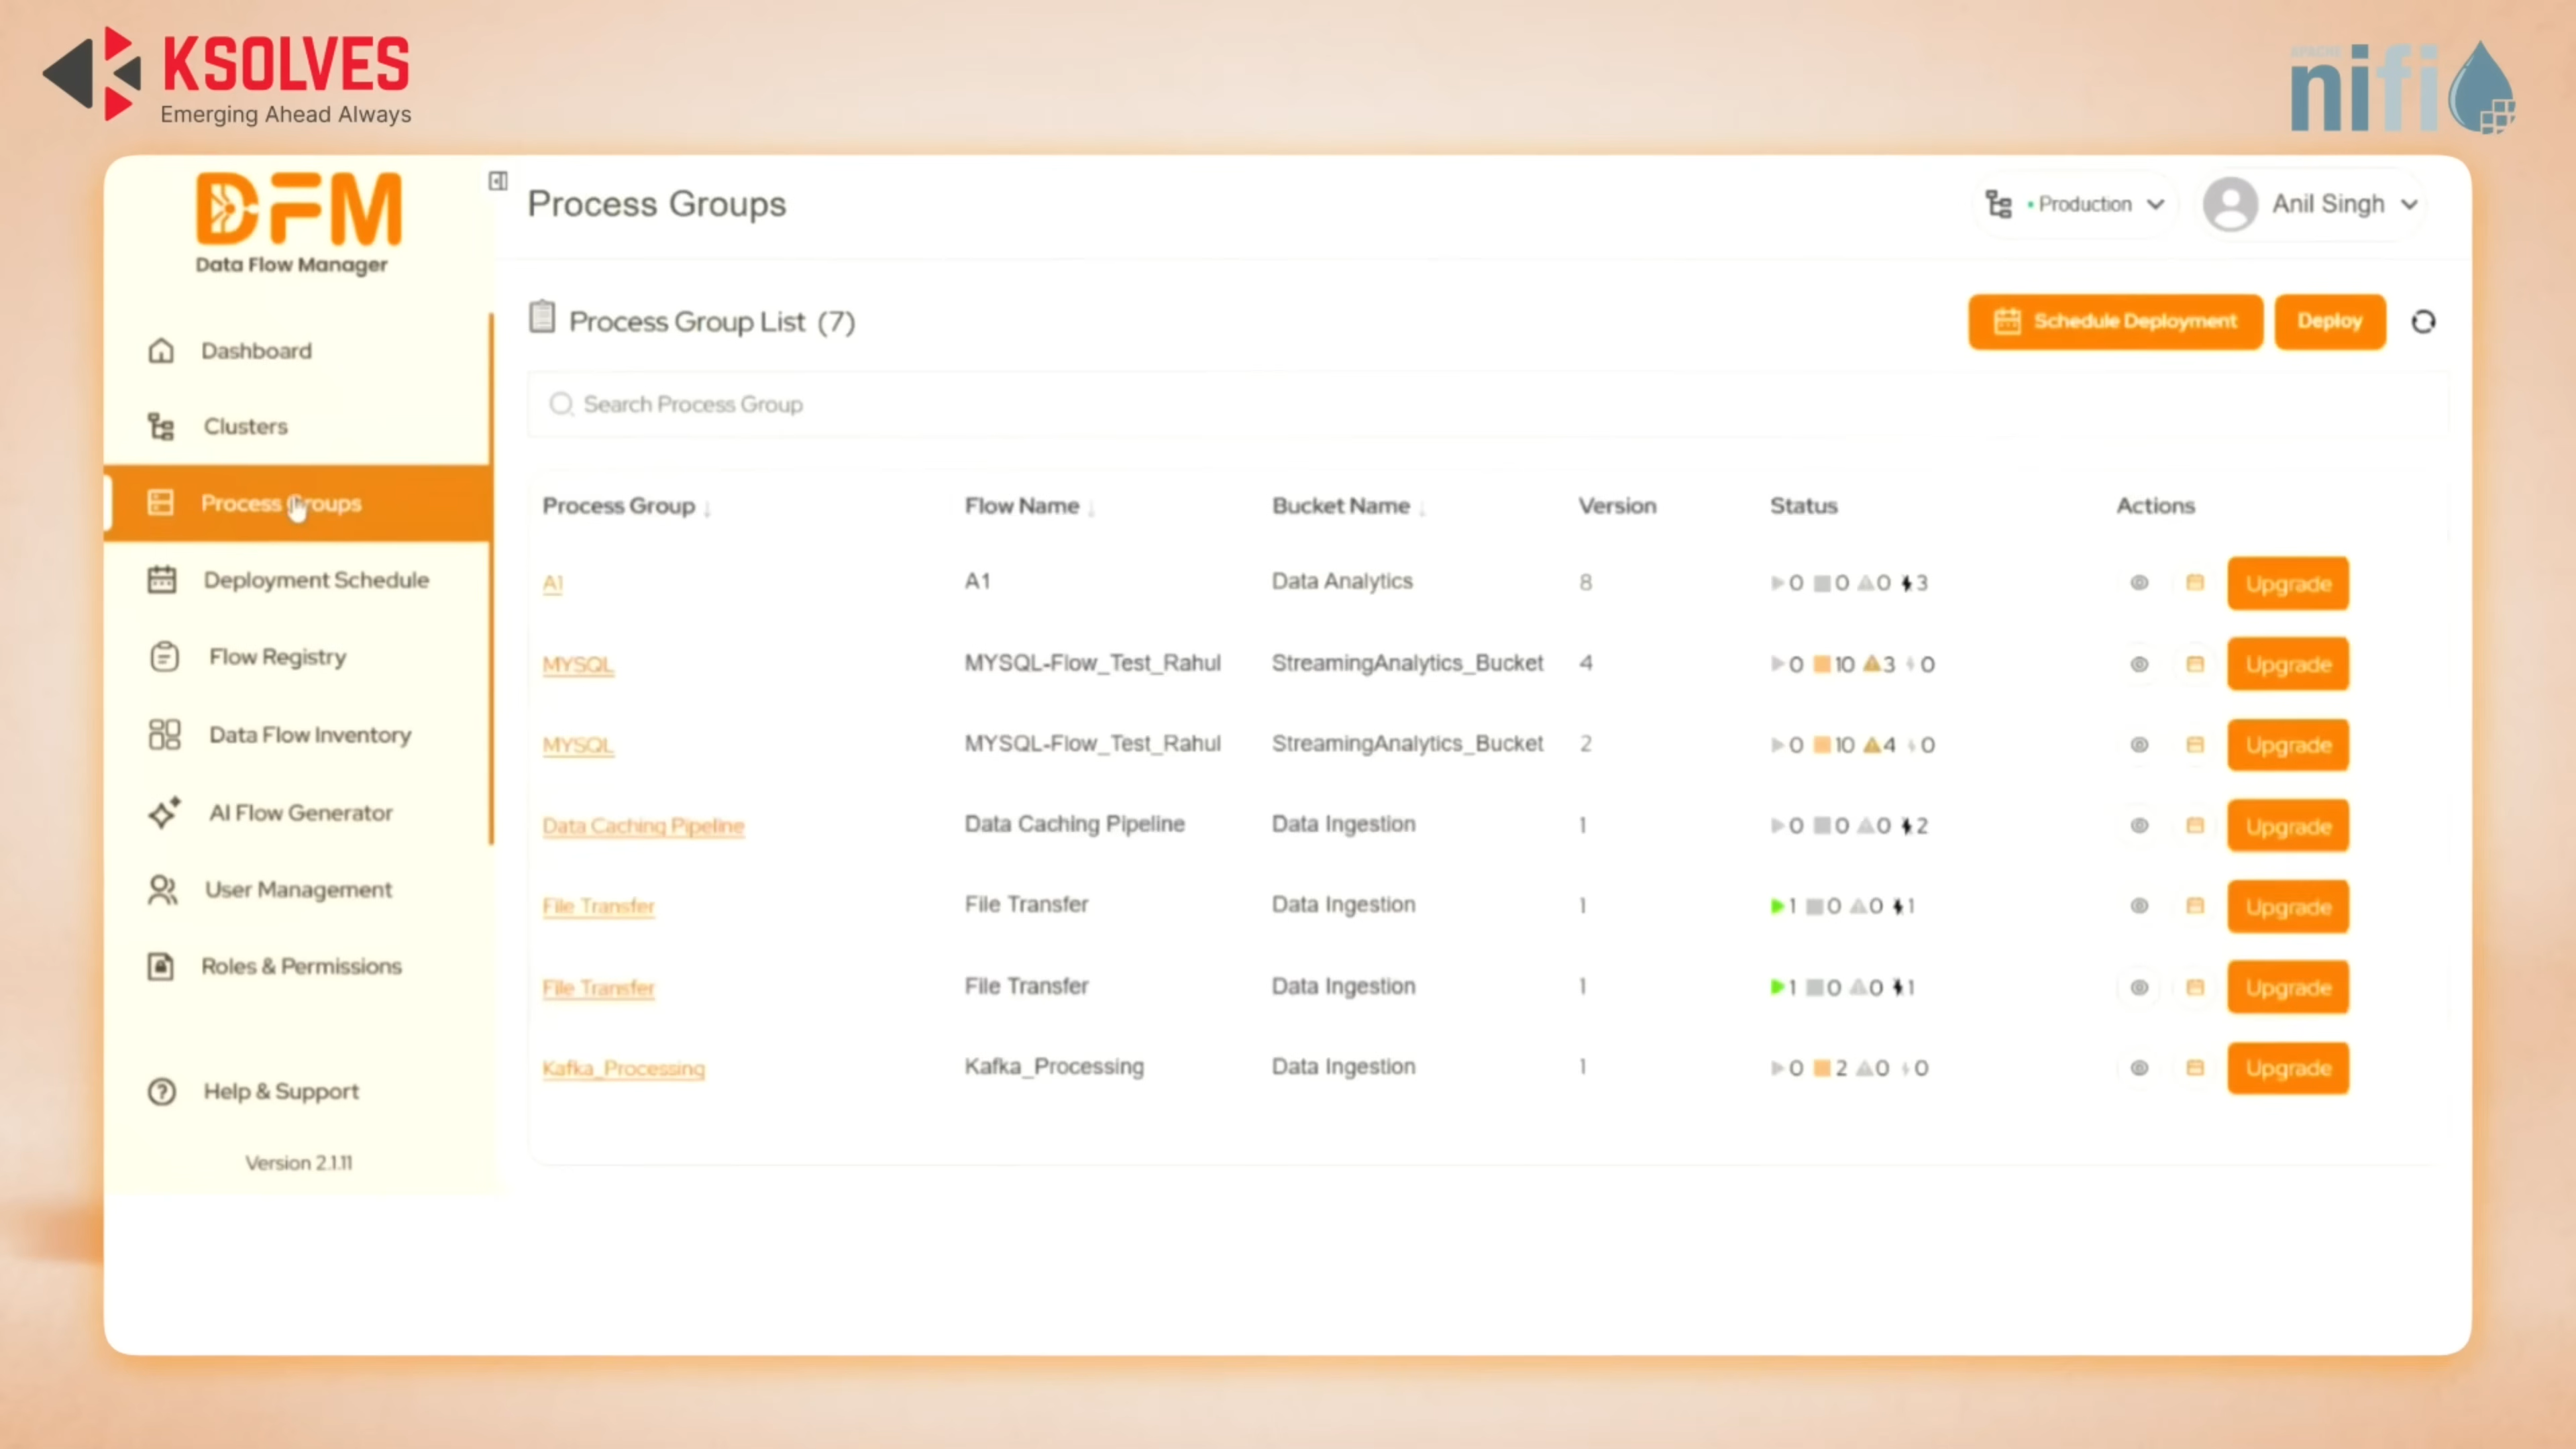 KSOLVES
Emerging Ahead Always
APACHE
nifi
DFM
Data Flow Manager
Process Groups
Production
Anil Singh
Dashboard
Clusters
Process Groups
Deployment Schedule
Flow Registry
Data Flow Inventory
AI Flow Generator
User Management
Roles & Permissions
Help & Support
Version 2.1.11
Process Group List (7)
Schedule Deployment
Deploy
Search Process Group
Process Group Flow Name Bucket Name Version Status Actions
A1 A1 Data Analytics 8 0 0 0 3 Upgrade
MYSQL MYSQL-Flow_Test_Rahul StreamingAnalytics_Bucket 4 0 10 3 0 Upgrade
MYSQL MYSQL-Flow_Test_Rahul StreamingAnalytics_Bucket 2 0 10 4 0 Upgrade
Data Caching Pipeline Data Caching Pipeline Data Ingestion 1 0 0 0 2 Upgrade
File Transfer File Transfer Data Ingestion 1 1 0 0 1 Upgrade
File Transfer File Transfer Data Ingestion 1 1 0 0 1 Upgrade
Kafka_Processing Kafka_Processing Data Ingestion 1 0 2 0 0 Upgrade